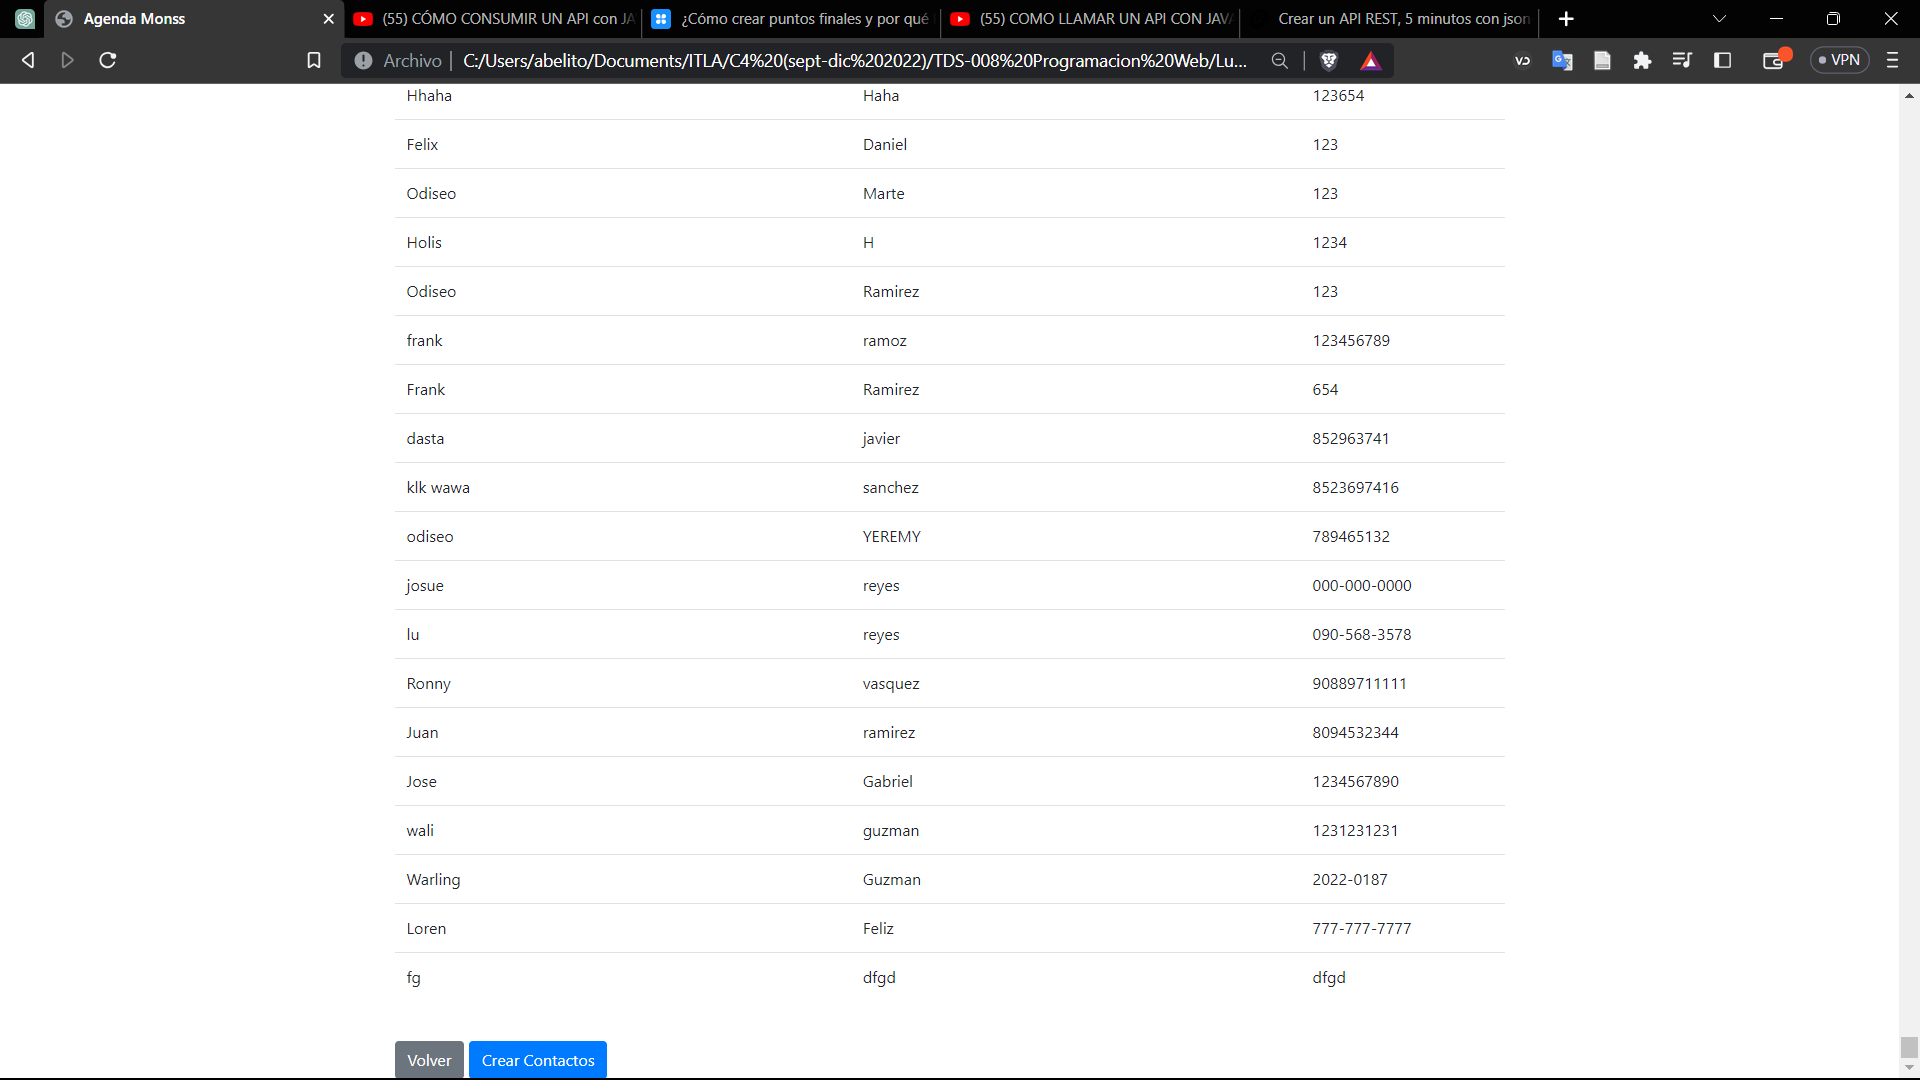 Agenda Monss
(55) CÓMO CONSUMIR UN API con JA
¿Cómo crear puntos finales y por qué
(55) COMO LLAMAR UN API CON JAV
Crear un API REST, 5 minutos con json
Archivo
C:/Users/abelito/Documents/ITLA/C4%20(sept-dic%202022)/TDS-008%20Programacion%20Web/Lu...
VPN
Hhaha Haha 123654
Felix Daniel 123
Odiseo Marte 123
Holis H 1234
Odiseo Ramirez 123
frank ramoz 123456789
Frank Ramirez 654
dasta javier 852963741
klk wawa sanchez 8523697416
odiseo YEREMY 789465132
josue reyes 000-000-0000
lu reyes 090-568-3578
Ronny vasquez 90889711111
Juan ramirez 8094532344
Jose Gabriel 1234567890
wali guzman 1231231231
Warling Guzman 2022-0187
Loren Feliz 777-777-7777
fg dfgd dfgd
Volver Crear Contactos